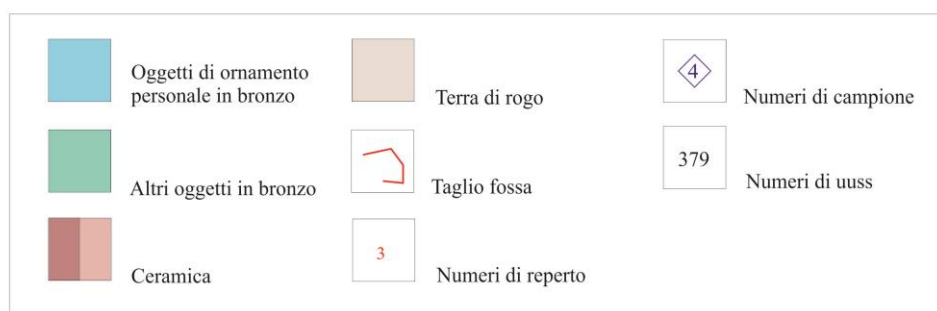 Oggetti di ornamento
personale in bronzo
Altri oggetti in bronzo
Ceramica
Terra di rogo
Taglio fossa
3
Numeri di reperto
4
Numeri di campione
379
Numeri di uuss